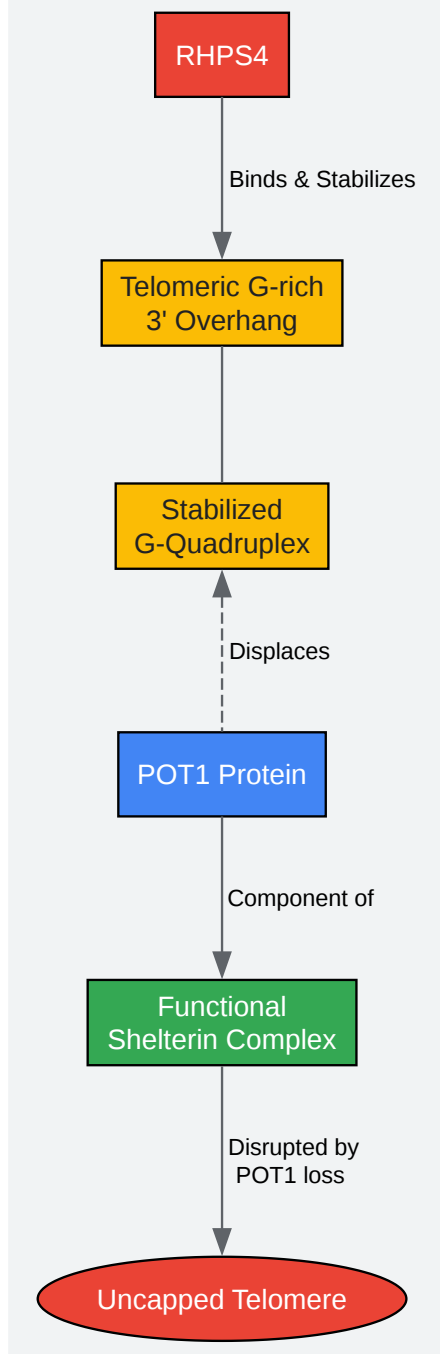 RHPS4
Binds & Stabilizes
Telomeric G-rich
3' Overhang
Stabilized
G-Quadruplex
Displaces
POT1 Protein
Component of
Functional
Shelterin Complex
Disrupted by
POT1 loss
Uncapped Telomere